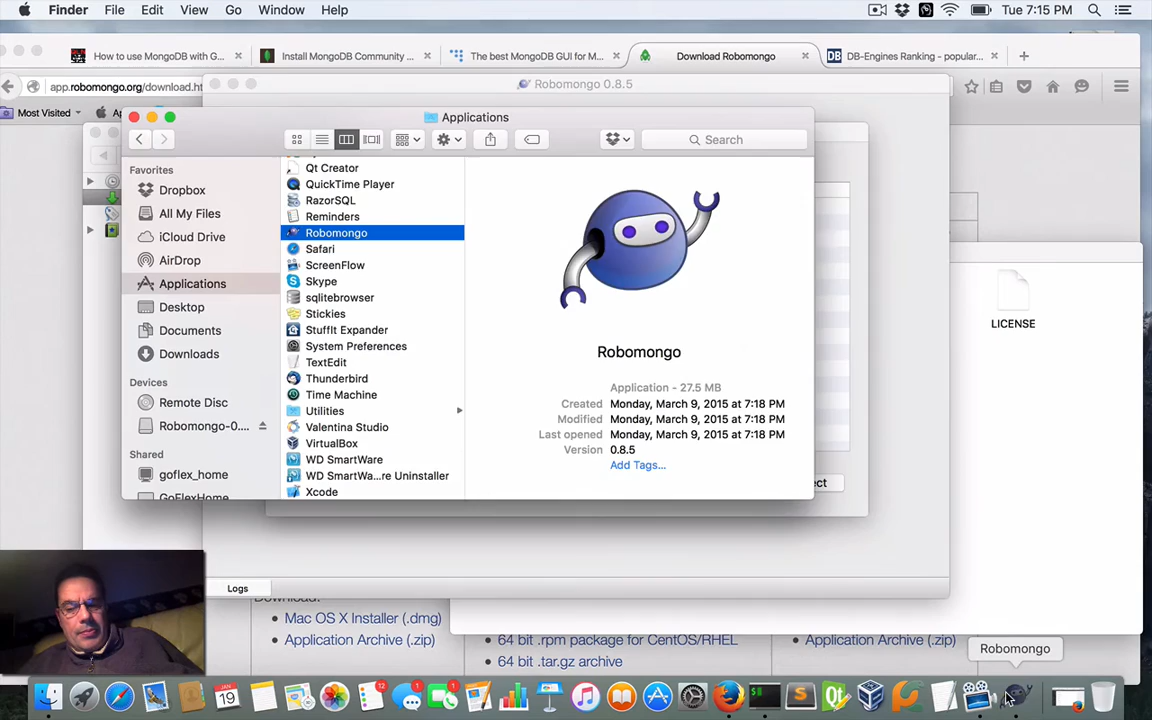 Finder File Edit View Go Window Help Tue 7:15 PM
How to use MongoDB with G... Install MongoDB Community ... The best MongoDB GUI for M... Download Robomongo DB-Engines Ranking - popular...
app.robomongo.org/download.ht
Robomongo 0.8.5
Most Visited
Applications
Search
Favorites
Dropbox
All My Files
iCloud Drive
AirDrop
Applications
Desktop
Documents
Downloads
Devices
Remote Disc
Robomongo-0....
Shared
goflex_home
GoFlexHome
Qt Creator
QuickTime Player
RazorSQL
Reminders
Robomongo
Safari
ScreenFlow
Skype
sqlitebrowser
Stickies
StuffIt Expander
System Preferences
TextEdit
Thunderbird
Time Machine
Utilities
Valentina Studio
VirtualBox
WD SmartWare
WD SmartWa...re Uninstaller
Xcode
Robomongo
Application - 27.5 MB
Created Monday, March 9, 2015 at 7:18 PM
Modified Monday, March 9, 2015 at 7:18 PM
Last opened Monday, March 9, 2015 at 7:18 PM
Version 0.8.5
Add Tags...
LICENSE
ect
Logs
Mac OS X Installer (.dmg)
Application Archive (.zip)
64 bit .rpm package for CentOS/RHEL
64 bit .tar.gz archive
Application Archive (.zip)
Robomongo
JAN
19
12
1
1